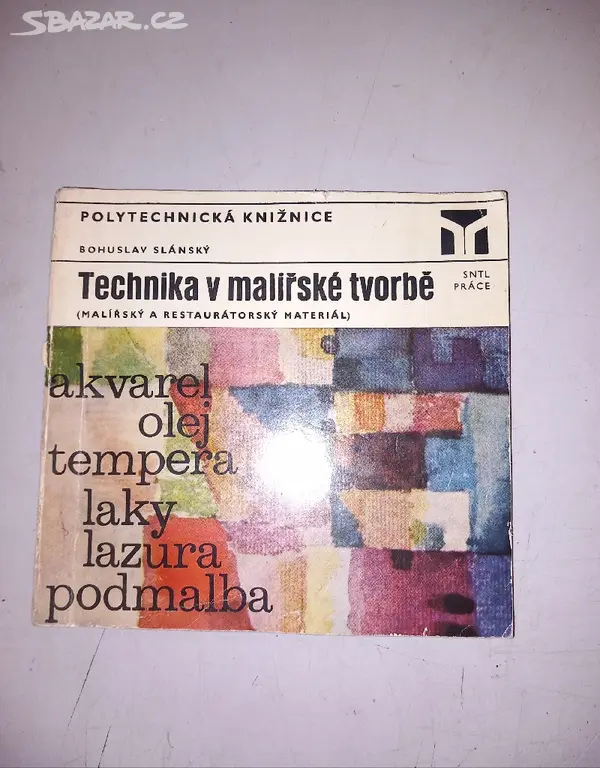 SBAZAR.CZ
POLYTECHNICKÁ KNIŽNICE
BOHUSLAV SLÁNSKÝ
Technika v malířské tvorbě
(MALÍŘSKÝ A RESTAURÁTORSKÝ MATERIÁL)
SNTL
PRÁCE
akvarel
olej
tempera
laky
lazura
podmalba